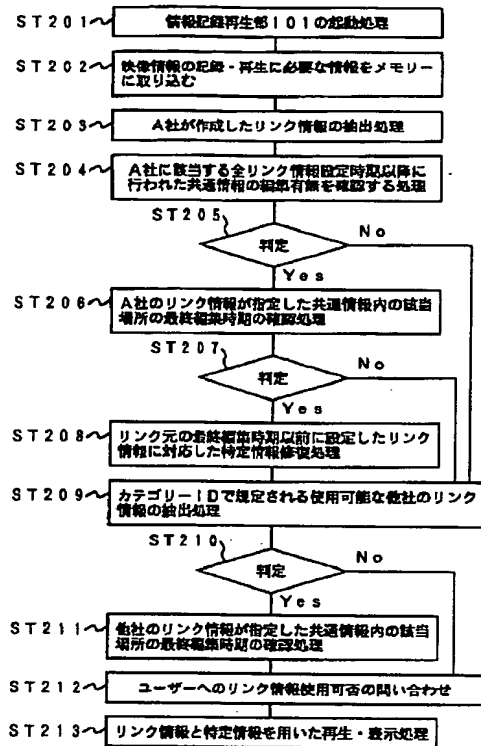 ST201
情報記録再生部101の起動処理
ST202
映像情報の記録・再生に必要な情報をメモリー
に取り込む
ST203
A社が作成したリンク情報の抽出処理
ST204
A社に該当する全リンク情報設定時期以降に
行われた共通情報の編集有無を確認する処理
ST205
判定
No
Yes
ST206
A社のリンク情報が指定した共通情報内の該当
場所の最終編集時期の確認処理
ST207
判定
No
Yes
ST208
リンク元の最終編集時期以前に設定したリンク
情報に対応した特定情報修復処理
ST209
カテゴリーIDで規定される使用可能な他社のリンク
情報の抽出処理
ST210
判定
No
Yes
ST211
他社のリンク情報が指定した共通情報内の該当
場所の最終編集時期の確認処理
ST212
ユーザーへのリンク情報使用可否の問い合わせ
ST213
リンク情報と特定情報を用いた再生・表示処理